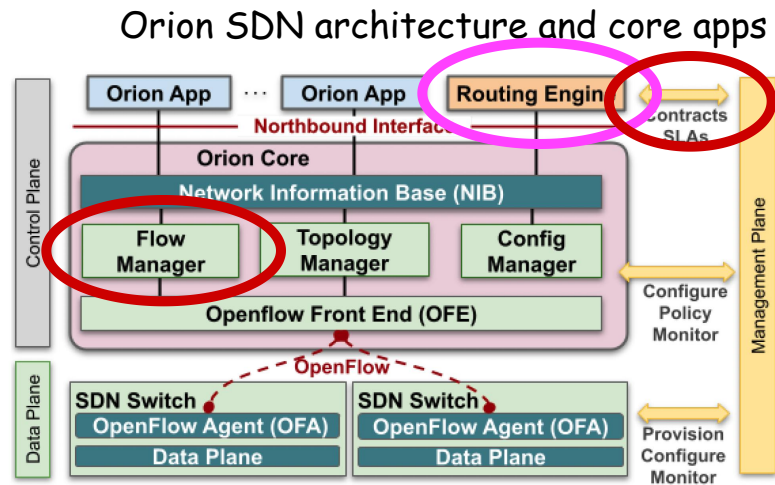 Orion SDN architecture and core apps
Orion App
...
Orion App
Routing Engin
Contracts
SLAs
Northbound Interfac
Orion Core
Network Information Base (NIB)
Flow
Manager
Topology
Manager
Config
Manager
Openflow Front End (OFE)
Configure
Policy
Monitor
OpenFlow
SDN Switch
OpenFlow Agent (OFA)
Data Plane
SDN Switch
OpenFlow Agent (OFA)
Data Plane
Provision
Configure
Monitor
Control Plane
Data Plane
Management Plane